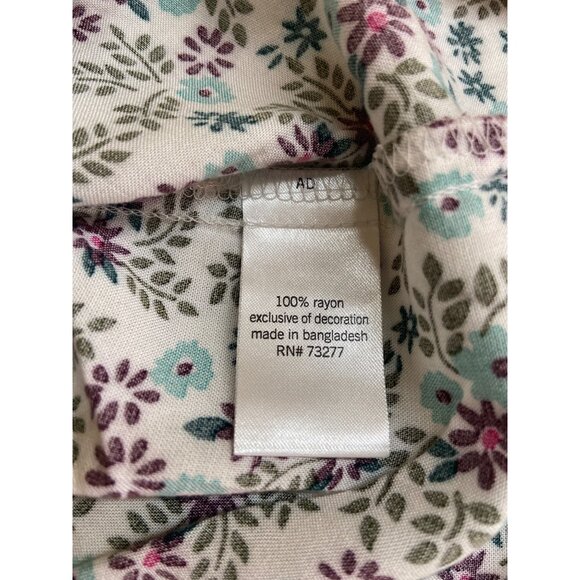 AD
100% rayon
exclusive of decoration
made in bangladesh
RN# 73277